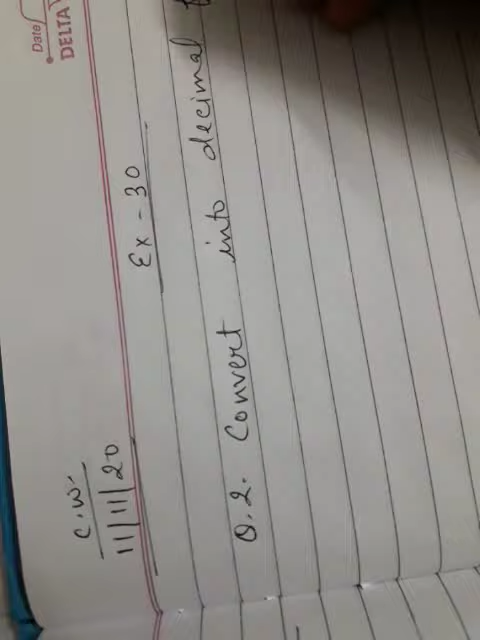 Date
DELTA
C.W.
11/11/20
Ex - 30
Q.2. Convert into decimal